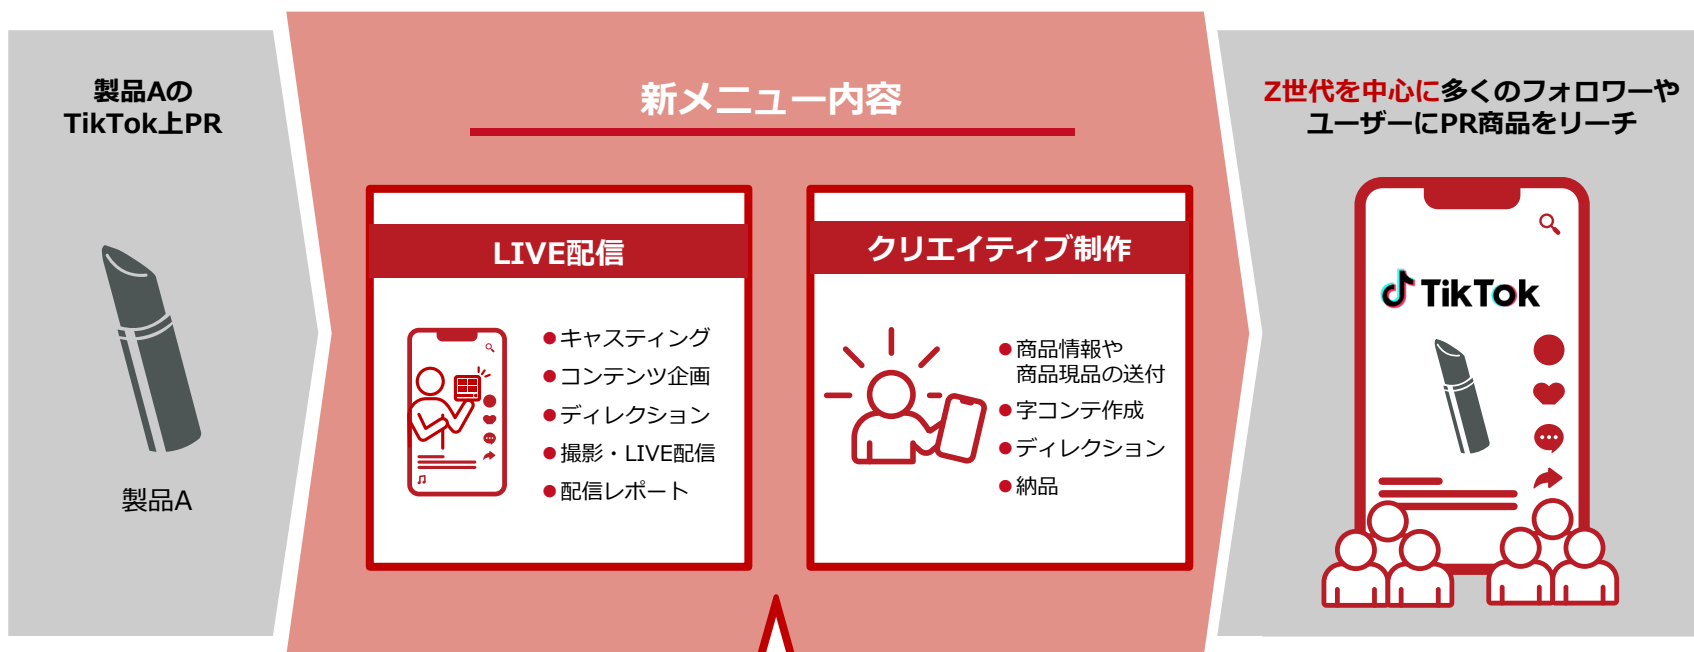 製品Aの
TikTok上PR
製品A
新メニュー内容
LIVE配信
●キャスティング
●コンテンツ企画
●ディレクション
●撮影・LIVE配信
●配信レポート
クリエイティブ制作
●商品情報や
商品現品の送付
●字コンテ作成
●ディレクション
●納品
Z世代を中心に多くのフォロワーや
ユーザーにPR商品をリーチ
TikTok